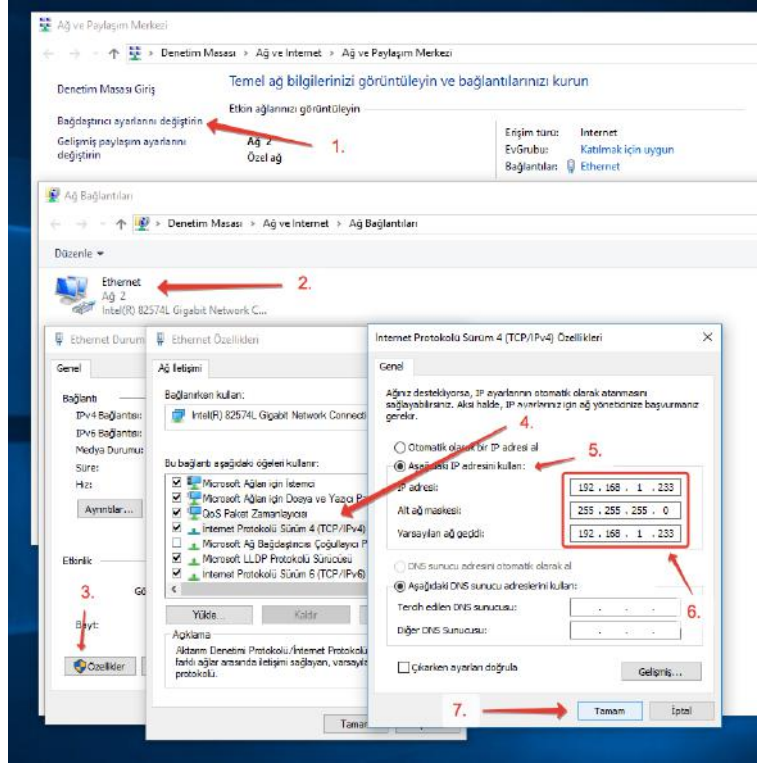 Ağ ve Paylaşım Merkezi
Denetim Masası > Ağ ve Internet > Ağ ve Paylaşım Merkezi
Denetim Masası Giriş
Temel ağ bilgilerinizi görüntüleyin ve bağlantılarınızı kurun
Etkin ağlarınızı görüntüleyin
Bağdaştırıcı ayarlarını değiştirin
Gelişmiş paylaşım ayarlarını
değiştirin
1.
Ağ 2
Özel ağ
Erişim türü: Internet
EvGrubu: Katılmak için uygun
Bağlantılar: Ethernet
Ağ Bağlantıları
Denetim Masası > Ağ ve Internet > Ağ Bağlantıları
Düzenle
Ethernet
Ağ 2
Intel(R) 82574L Gigabit Network C...
2.
Ethernet Durum
Genel
Bağlantı
IPv4 Bağlantısı:
IPv6 Bağlantısı:
Medya Durumu:
Süre:
Hız:
Ayrıntılar...
Etkinlik
3.
Gö
Bayt:
Özellikler
Ethernet Özellikleri
Ağ İletişimi
Bağlanırken kullan:
Intel(R) 82574L Gigabit Network Connecti
Bu bağlantı aşağıdaki öğeleri kullanır:
Microsoft Ağları için İstemci
Microsoft Ağları için Dosya ve Yazıcı Pa
QoS Paket Zamanlayıcısı
Internet Protokolü Sürüm 4 (TCP/IPv4)
Microsoft Ağ Bağdaştırıcısı Çoğullayıcı P
Microsoft LLDP Protokolü Sürücüsü
Internet Protokolü Sürüm 6 (TCP/IPv6)
Yükle...
Kaldır
Açıklama
Aktarım Denetimi Protokolü/İnternet Protokolü
farklı ağlar arasında iletişimi sağlayan, varsayıla
protokolü.
Tamam
Internet Protokolü Sürüm 4 (TCP/IPv4) Özellikleri
Genel
Ağınız destekliyorsa, IP ayarlarının otomatik olarak atanmasını
sağlayabilirsiniz. Aksi halde, IP ayarlarınız için ağ yöneticinize başvurmanız
gerekir.
4.
Otomatik olarak bir IP adresi al
5.
Aşağıdaki IP adresini kullan:
IP adresi: 192 . 168 . 1 . 233
Alt ağ maskesi: 255 . 255 . 255 . 0
Varsayılan ağ geçidi: 192 . 168 . 1 . 233
DNS sunucu adresini otomatik olarak al
Aşağıdaki DNS sunucu adreslerini kullan:
6.
Tercih edilen DNS sunucusu:
Diğer DNS Sunucusu:
Çıkarken ayarları doğrula
Gelişmiş...
7.
Tamam
İptal